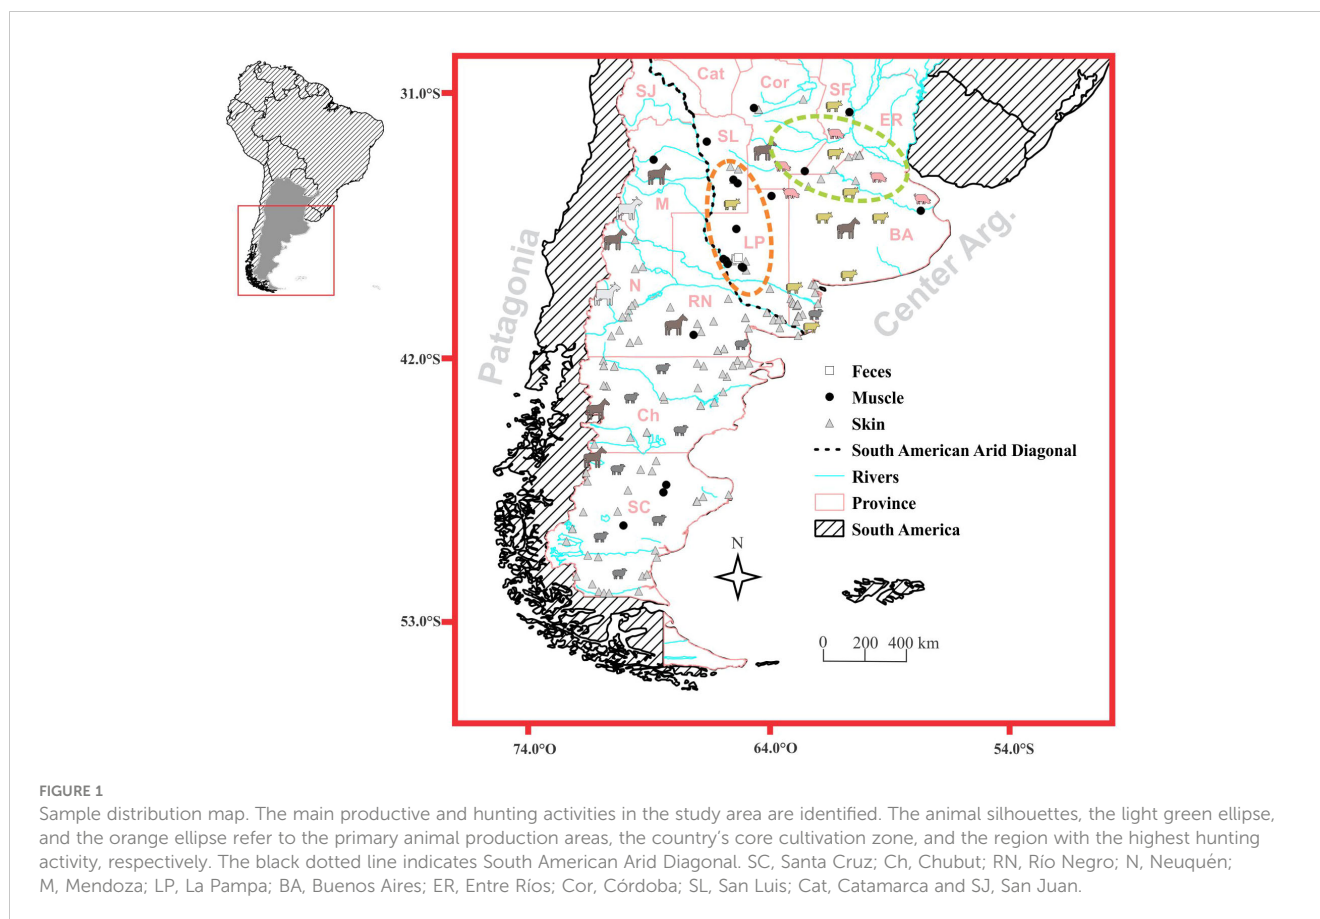 Cat
Cor
SF
SJ
31.0°S
ER
SL
M
LP
BA
Patagonia
Center Arg.
N
RN
42.0°S
Feces
Muscle
Ch
Skin
South American Arid Diagonal
Rivers
Province
SC
South America
N
53.0°S
0 200 400 km
74.0°O 64.0°O 54.0°S
FIGURE 1
Sample distribution map. The main productive and hunting activities in the study area are identified. The animal silhouettes, the light green ellipse,
and the orange ellipse refer to the primary animal production areas, the country's core cultivation zone, and the region with the highest hunting
activity, respectively. The black dotted line indicates South American Arid Diagonal. SC, Santa Cruz; Ch, Chubut; RN, Río Negro; N, Neuquén;
M, Mendoza; LP, La Pampa; BA, Buenos Aires; ER, Entre Ríos; Cor, Córdoba; SL, San Luis; Cat, Catamarca and SJ, San Juan.